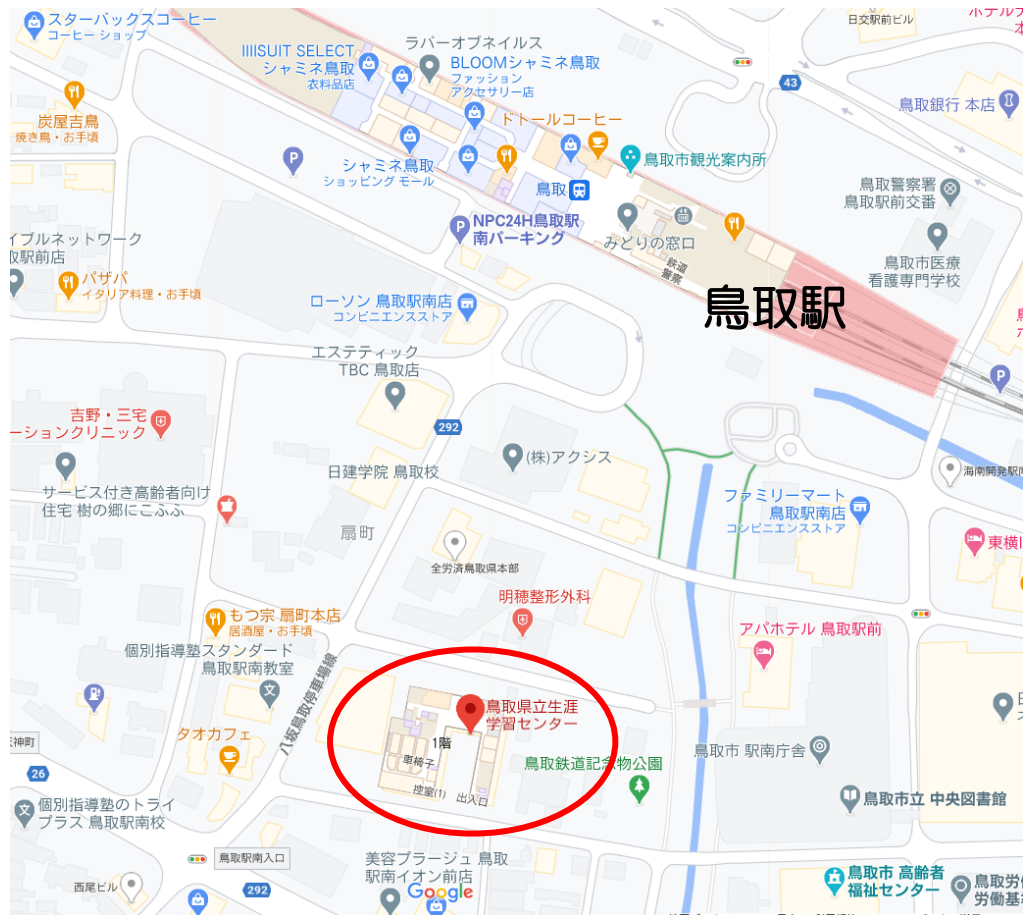 スターバックスコーヒー
コーヒー ショップ
IIIISUIT SELECT
シャミネ鳥取
衣料品店
ラバーオブネイルス
BLOOMシャミネ鳥取
ファッション
アクセサリー店
日交駅前ビル
43
鳥取銀行 本店
炭屋吉鳥
焼き鳥・お手頃
P
ドトールコーヒー
シャミネ鳥取
ショッピング モール
鳥取市観光案内所
鳥取
鳥取警察署
鳥取駅前交番
P
NPC24H鳥取駅
南パーキング
みどりの窓口
鉄道
警察
イブルネットワーク
取駅前店
パザパ
イタリア料理・お手頃
鳥取市医療
看護専門学校
ローソン 鳥取駅南店
コンビニエンスストア
鳥取駅
エステティック
TBC 鳥取店
P
吉野・三宅
ーションクリニック
292
日建学院 鳥取校
(株)アクシス
海南開発駅南
サービス付き高齢者向け
住宅 樹の郷にこふふ
ファミリーマート
鳥取駅南店
コンビニエンスストア
扇町
東横I
全労済鳥取県本部
明穂整形外科
もつ宗 扇町本店
居酒屋・お手頃
アパホテル 鳥取駅前
個別指導塾スタンダード
鳥取駅南教室
八坂鳥取停車場線
鳥取県立生涯
学習センター
タオカフェ
1階
車椅子
控室(1)
出入口
鳥取鉄道記念物公園
鳥取市 駅南庁舎
天神町
26
個別指導塾のトライ
プラス 鳥取駅南校
鳥取市立 中央図書館
鳥取駅南入口
美容プラージュ 鳥取
駅南イオン前店
西尾ビル
292
Google
鳥取市 高齢者
福祉センター
鳥取労
労働基